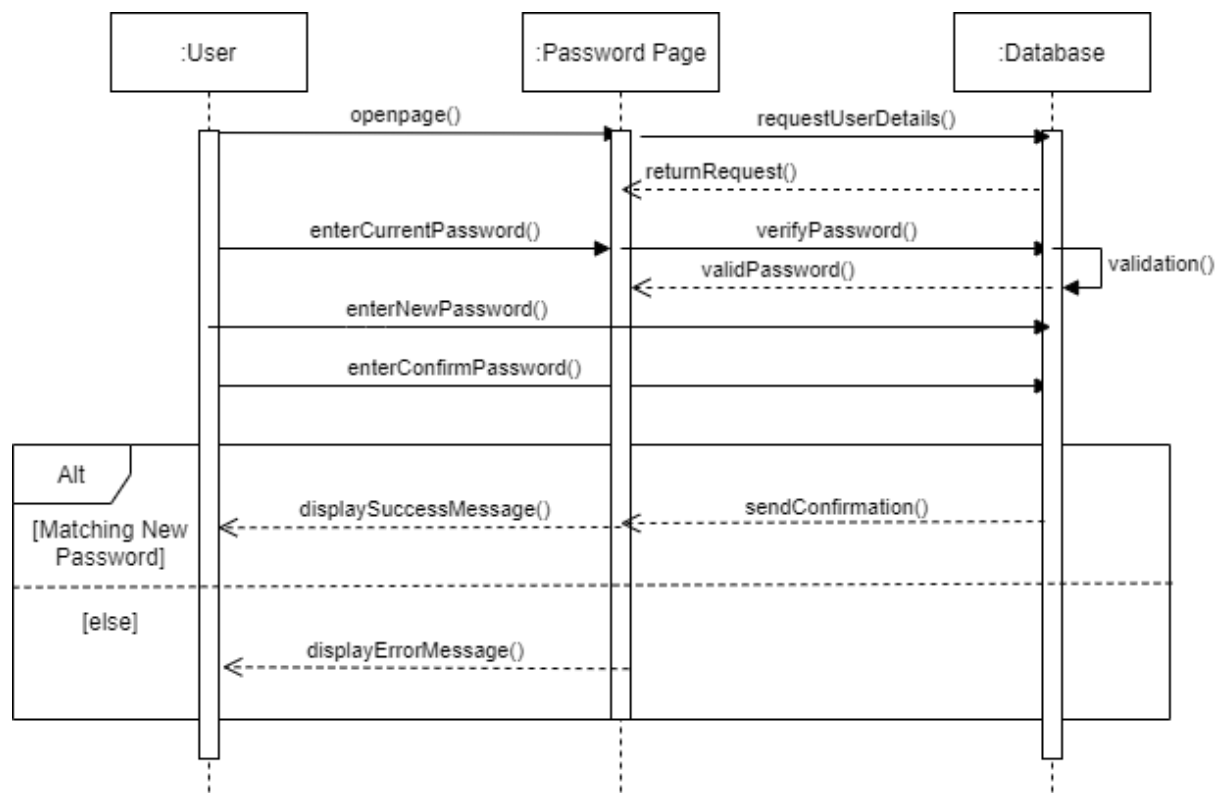 :User
:Password Page
:Database
openpage()
requestUserDetails()
returnRequest()
enterCurrentPassword()
verifyPassword()
validation()
validPassword()
enterNewPassword()
enterConfirmPassword()
Alt
displaySuccessMessage()
sendConfirmation()
[Matching New
Password]
[else]
displayErrorMessage()